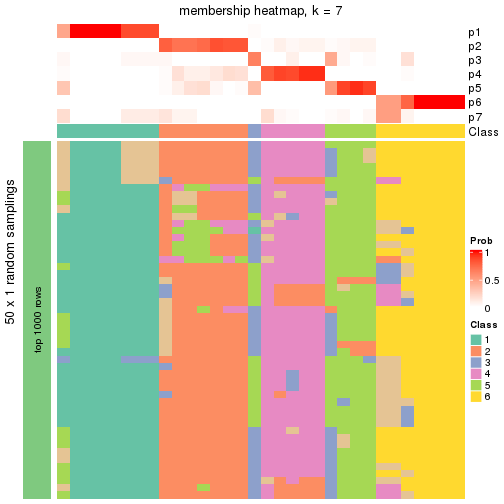 membership heatmap, k = 7
p1
p2
p3
p4
p5
p6
p7
Class
50 x 1 random samplings
top 1000 rows
Prob
1
0.5
0
Class
1
2
3
4
5
6